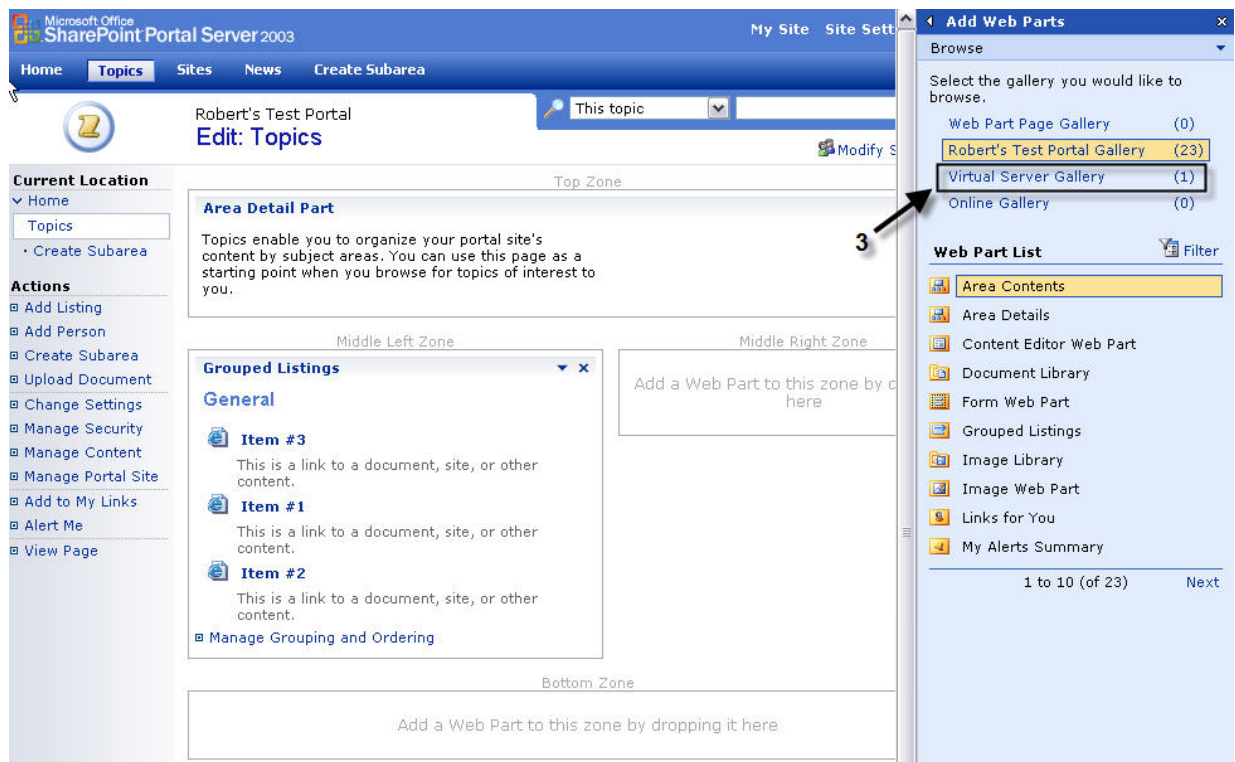 Microsoft Office
SharePoint Portal Server 2003
My Site Site Sett
Home Topics Sites News Create Subarea
Robert's Test Portal
Edit: Topics
This topic
Modify S
Current Location
Home
Topics
Create Subarea
Actions
Add Listing
Add Person
Create Subarea
Upload Document
Change Settings
Manage Security
Manage Content
Manage Portal Site
Add to My Links
Alert Me
View Page
Top Zone
Area Detail Part
Topics enable you to organize your portal site's
content by subject areas. You can use this page as a
starting point when you browse for topics of interest to
you.
Middle Left Zone
Grouped Listings
General
Item #3
This is a link to a document, site, or other
content.
Item #1
This is a link to a document, site, or other
content.
Item #2
This is a link to a document, site, or other
content.
Manage Grouping and Ordering
Middle Right Zone
Add a Web Part to this zone by d
here
Bottom Zone
Add a Web Part to this zone by dropping it here
3
Add Web Parts
Browse
Select the gallery you would like to
browse.
Web Part Page Gallery (0)
Robert's Test Portal Gallery (23)
Virtual Server Gallery (1)
Online Gallery (0)
Web Part List Filter
Area Contents
Area Details
Content Editor Web Part
Document Library
Form Web Part
Grouped Listings
Image Library
Image Web Part
Links for You
My Alerts Summary
1 to 10 (of 23) Next